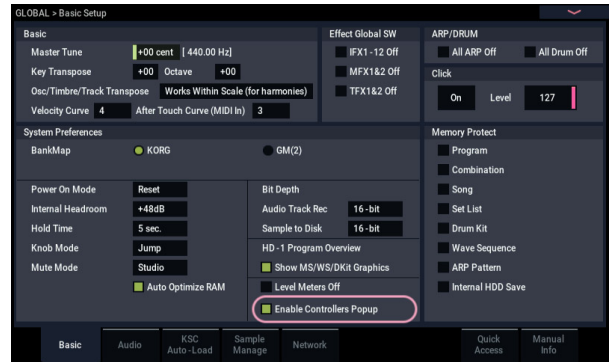 GLOBAL > Basic Setup
Basic
Master Tune +00 cent [ 440.00 Hz]
Key Transpose +00 Octave +00
Osc/Timbre/Track Transpose Works Within Scale (for harmonies)
Velocity Curve 4 After Touch Curve (MIDI In) 3
Effect Global SW
IFX1-12 Off
MFX1&2 Off
TFX1&2 Off
ARP/DRUM
All ARP Off All Drum Off
Click
On Level 127
System Preferences
BankMap KORG GM(2)
Power On Mode Reset
Internal Headroom +48dB
Hold Time 5 sec.
Knob Mode Jump
Mute Mode Studio
Auto Optimize RAM
Bit Depth
Audio Track Rec 16-bit
Sample to Disk 16-bit
HD-1 Program Overview
Show MS/WS/DKit Graphics
Level Meters Off
Enable Controllers Popup
Memory Protect
Program
Combination
Song
Set List
Drum Kit
Wave Sequence
ARP Pattern
Internal HDD Save
Basic
Audio
KSC
Auto-Load
Sample
Manage
Network
Quick
Access
Manual
Info